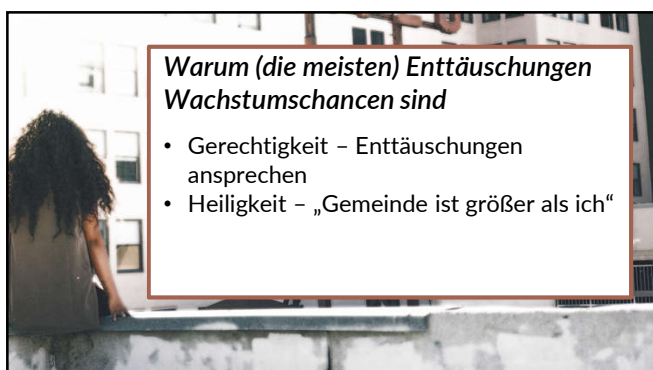 Warum (die meisten) Enttäuschungen
Wachstumschancen sind
• Gerechtigkeit – Enttäuschungen
ansprechen
• Heiligkeit – „Gemeinde ist größer als ich“